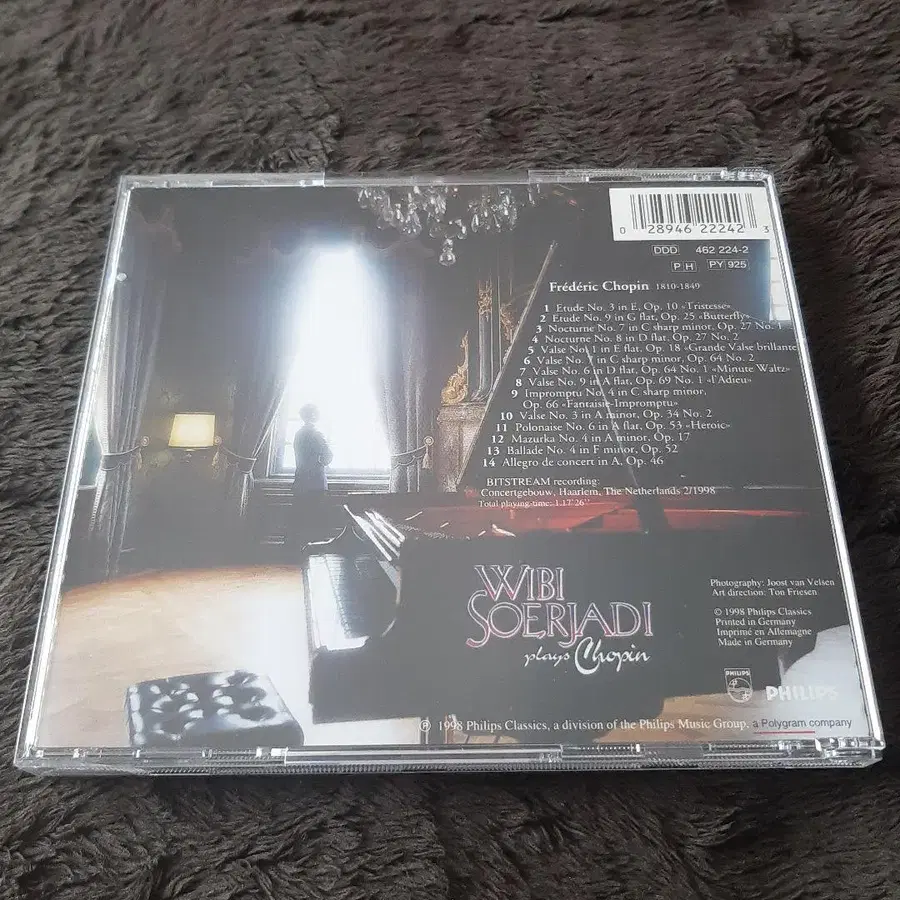 0 28946 22242 3
DDD 462 224-2
P H PY 925
Frédéric Chopin 1810-1849
1 Etude No. 3 in E, Op. 10 «Tristesse»
2 Etude No. 9 in G flat, Op. 25 «Butterfly»
3 Nocturne No. 7 in C sharp minor, Op. 27 No. 1
4 Nocturne No. 8 in D flat, Op. 27 No. 2
5 Valse No. 1 in E flat, Op. 18 «Grande Valse brillante
6 Valse No. 7 in C sharp minor, Op. 64 No. 2
7 Valse No. 6 in D flat, Op. 64 No. 1 «Minute Waltz»
8 Valse No. 9 in A flat, Op. 69 No. 1 «l'Adieu»
9 Impromptu No. 4 in C sharp minor,
Op. 66 «Fantaisie-Impromptu»
10 Valse No. 3 in A minor, Op. 34 No. 2
11 Polonaise No. 6 in A flat, Op. 53 «Heroic»
12 Mazurka No. 4 in A minor, Op. 17
13 Ballade No. 4 in F minor, Op. 52
14 Allegro de concert in A, Op. 46
BITSTREAM recording:
Concertgebouw, Haarlem, The Netherlands 2/1998
Total playing-time: 1.17'26"
WIBI
SOERJADI
plays Chopin
Photography: Joost van Velsen
Art direction: Ton Friesen
© 1998 Philips Classics
Printed in Germany
Imprimé en Allemagne
Made in Germany
PHILIPS
PHILIPS
℗ 1998 Philips Classics, a division of the Philips Music Group, a Polygram company